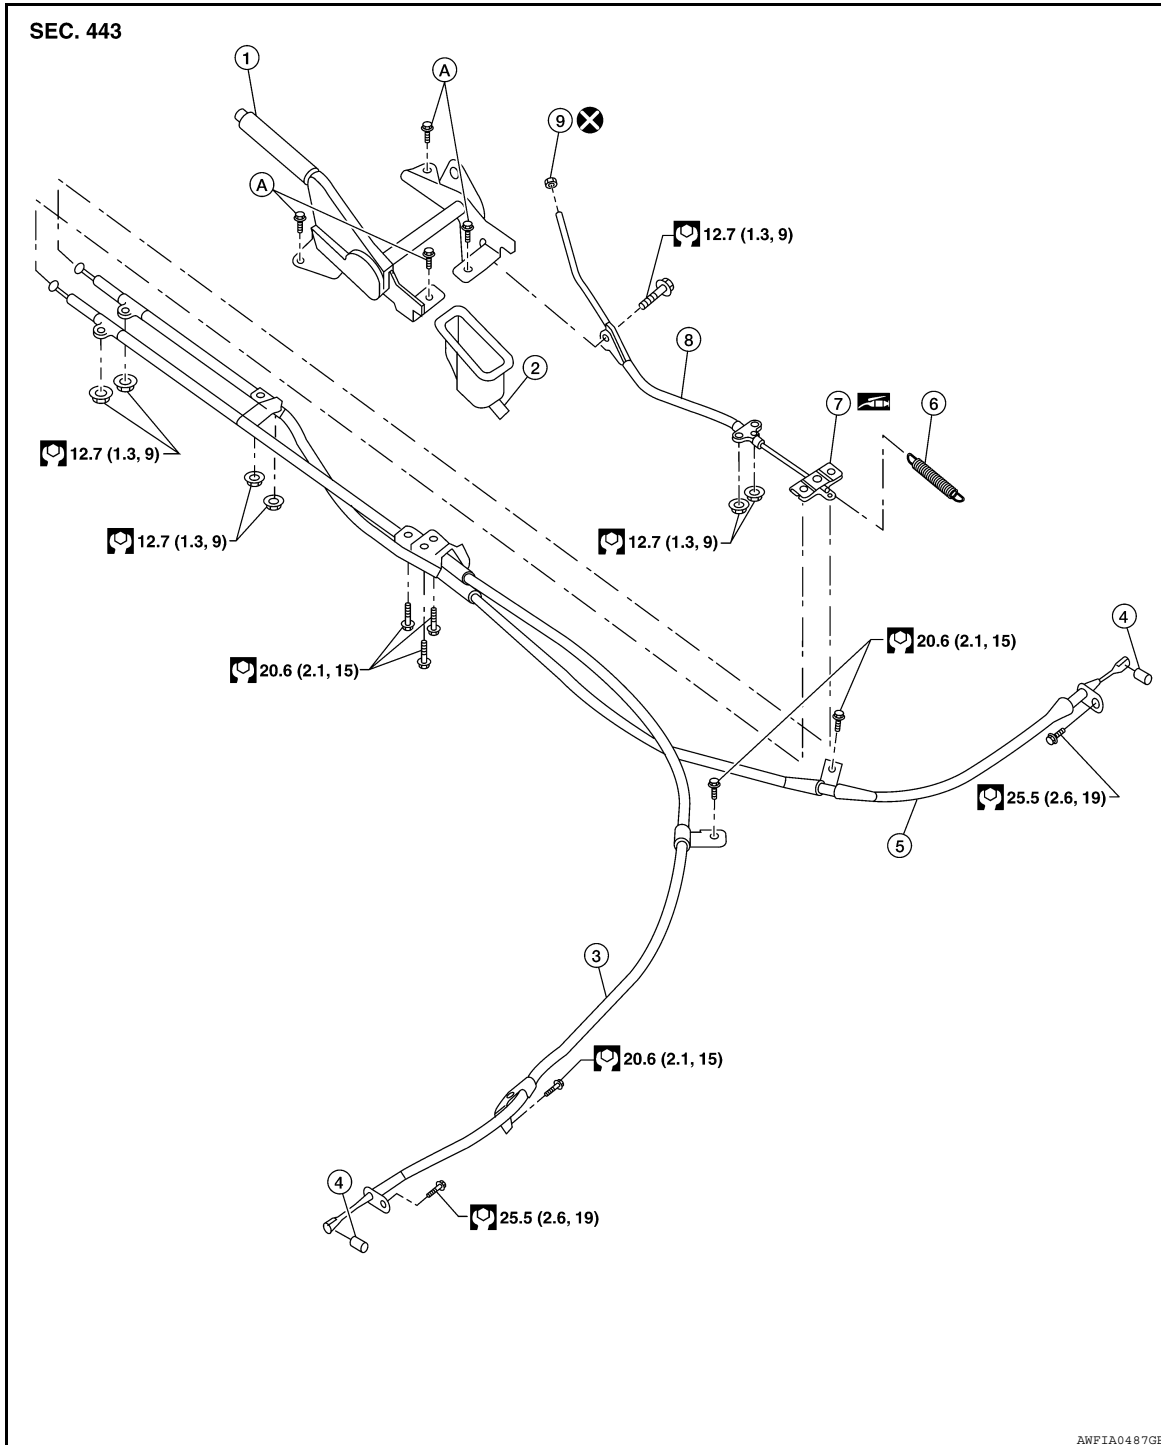 SEC. 443
1
A
9
A
12.7 (1.3, 9)
8
2
7
6
12.7 (1.3, 9)
12.7 (1.3, 9)
12.7 (1.3, 9)
4
20.6 (2.1, 15)
20.6 (2.1, 15)
25.5 (2.6, 19)
5
3
20.6 (2.1, 15)
4
25.5 (2.6, 19)
AWFIA0487GB